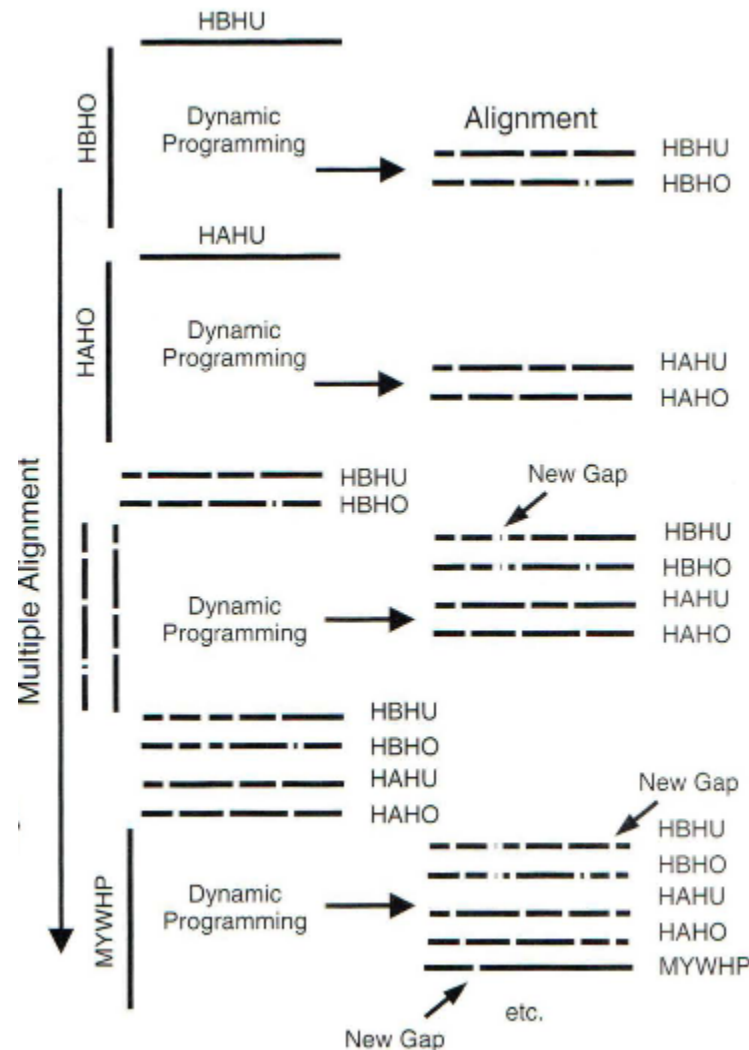 HBHU
HBHO
Dynamic
Programming
Alignment
HBHU
HBHO
HAHU
HAHO
Dynamic
Programming
HAHU
HAHO
Multiple Alignment
HBHU
HBHO
New Gap
HBHU
HBHO
HAHU
HAHO
Dynamic
Programming
HBHU
HBHO
HAHU
HAHO
New Gap
HBHU
HBHO
HAHU
HAHO
MYWHP
MYWHP
Dynamic
Programming
New Gap
etc.